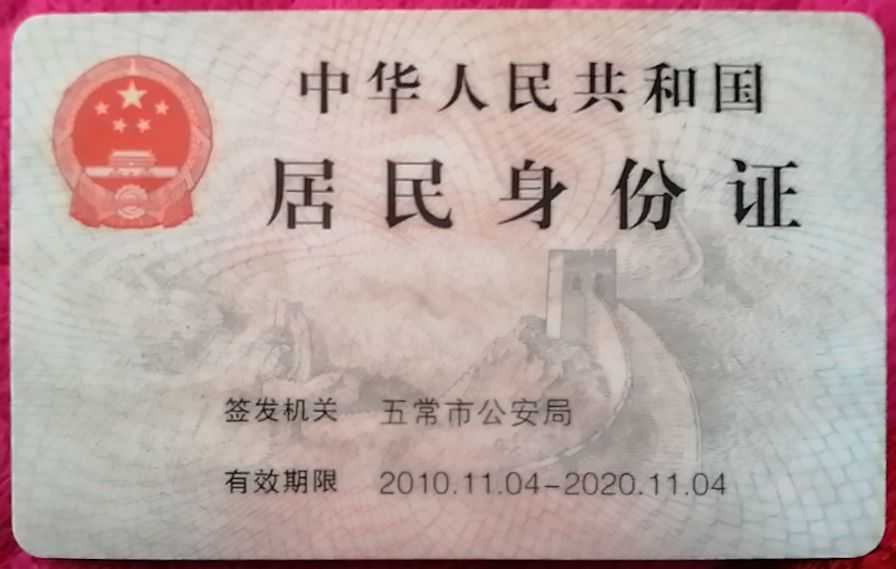 中华人民共和国
居民身份证
签发机关 五常市公安局
有效期限 2010.11.04-2020.11.04